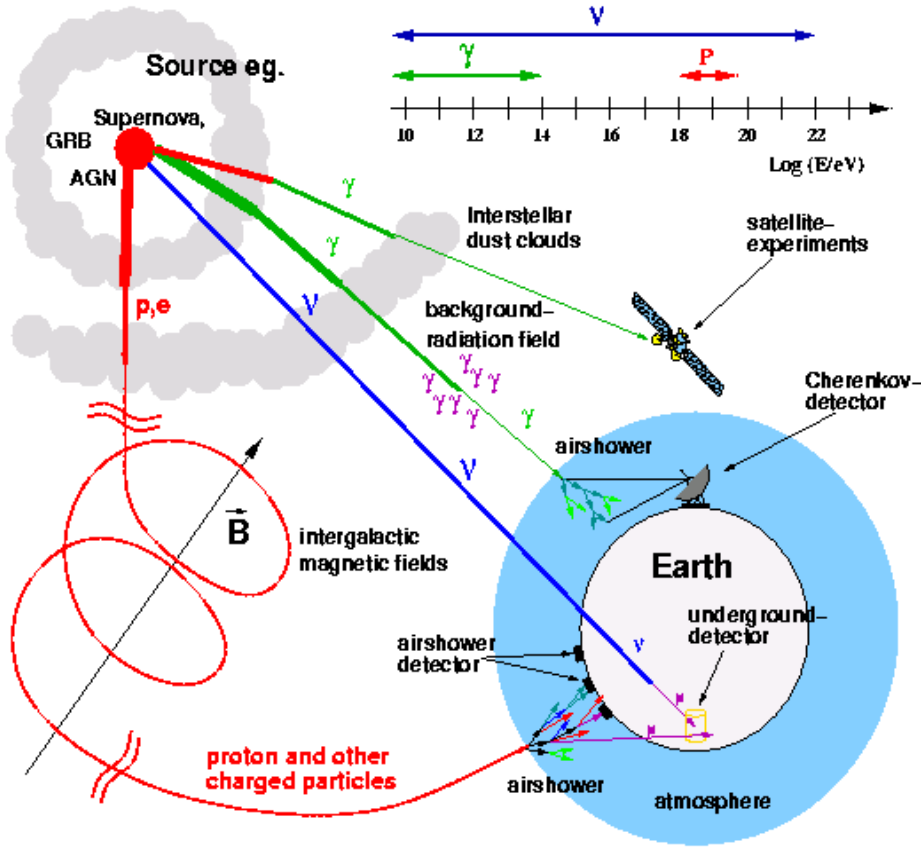 ν
Source eg.
γ
P
Supernova,
GRB
10 12 14 16 18 20 22
Log (E/eV)
AGN
γ
Interstellar
dust clouds
satellite–
experiments
γ
ν
p,e
background–
radiation field
γ γ γ γ
γ γ γ
γ
Cherenkov–
detector
airshower
ν
B
intergalactic
magnetic fields
Earth
underground–
detector
airshower
detector
ν
μ
μ
proton and other
charged particles
airshower
atmosphere